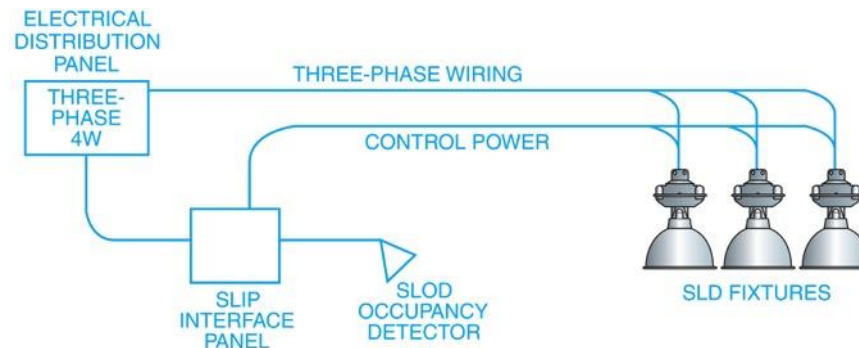 ELECTRICAL
DISTRIBUTION
PANEL
THREE-
PHASE
4W
THREE-PHASE WIRING
CONTROL POWER
SLIP
INTERFACE
PANEL
SLOD
OCCUPANCY
DETECTOR
SLD FIXTURES